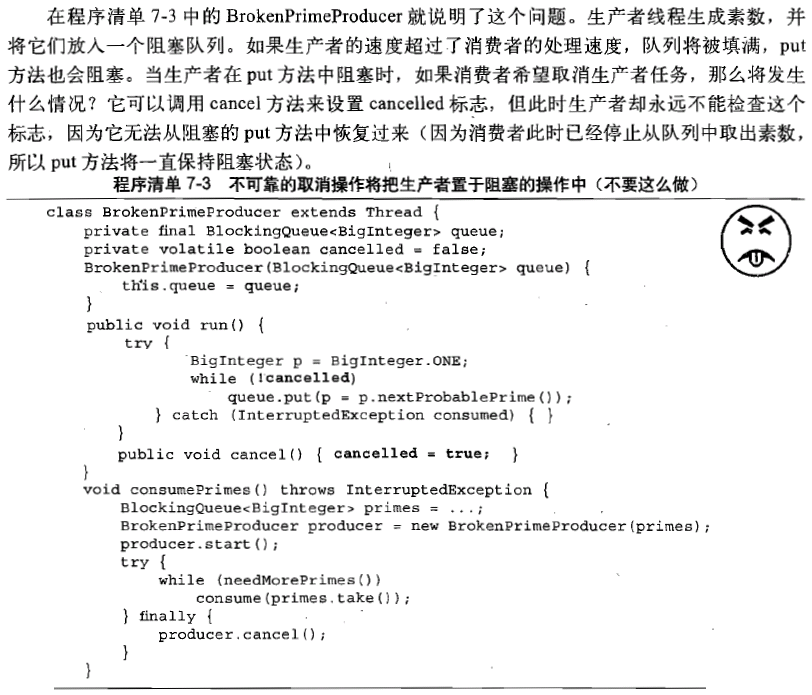 在程序清单 7-3 中的 BrokenPrimeProducer 就说明了这个问题。生产者线程生成素数，并
将它们放入一个阻塞队列。如果生产者的速度超过了消费者的处理速度，队列将被填满，put
方法也会阻塞。当生产者在 put 方法中阻塞时，如果消费者希望取消生产者任务，那么将发生
什么情况？它可以调用 cancel 方法来设置 cancelled 标志，但此时生产者却永远不能检查这个
标志，因为它无法从阻塞的 put 方法中恢复过来（因为消费者此时已经停止从队列中取出素数，
所以 put 方法将一直保持阻塞状态）。
程序清单 7-3 不可靠的取消操作将把生产者置于阻塞的操作中（不要这么做）
class BrokenPrimeProducer extends Thread {
private final BlockingQueue<BigInteger> queue;
private volatile boolean cancelled = false;
BrokenPrimeProducer(BlockingQueue<BigInteger> queue) {
this.queue = queue;
}
public void run() {
try {
BigInteger p = BigInteger.ONE;
while (!cancelled)
queue.put(p = p.nextProbablePrime());
} catch (InterruptedException consumed) { }
}
public void cancel() { cancelled = true; }
}
void consumePrimes() throws InterruptedException {
BlockingQueue<BigInteger> primes = ...;
BrokenPrimeProducer producer = new BrokenPrimeProducer(primes);
producer.start();
try {
while (needMorePrimes())
consume(primes.take());
} finally {
producer.cancel();
}
}